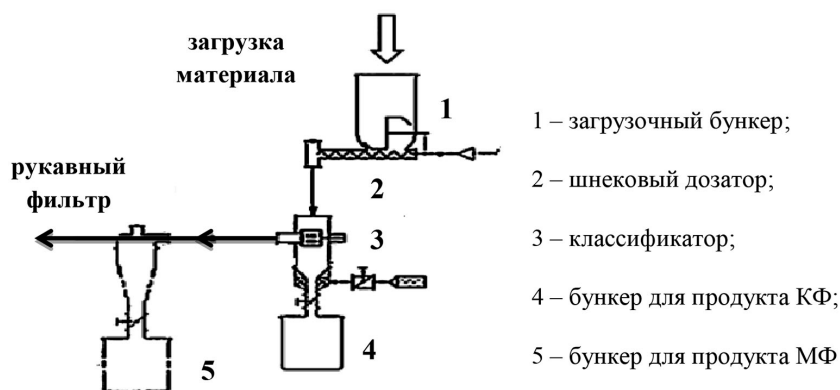 загрузка
материала
1
1 – загрузочный бункер;
рукавный
фильтр
2
2 – шнековый дозатор;
3
3 – классификатор;
4
4 – бункер для продукта КФ;
5
5 – бункер для продукта МФ